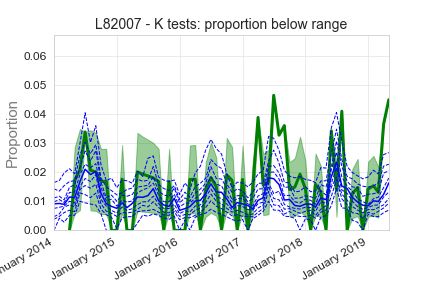 L82007 - K tests: proportion below range
Proportion
0.06
0.05
0.04
0.03
0.02
0.01
0.00
nuary 2014
January 2015
January 2016
January 2017
January 2018
January 2019